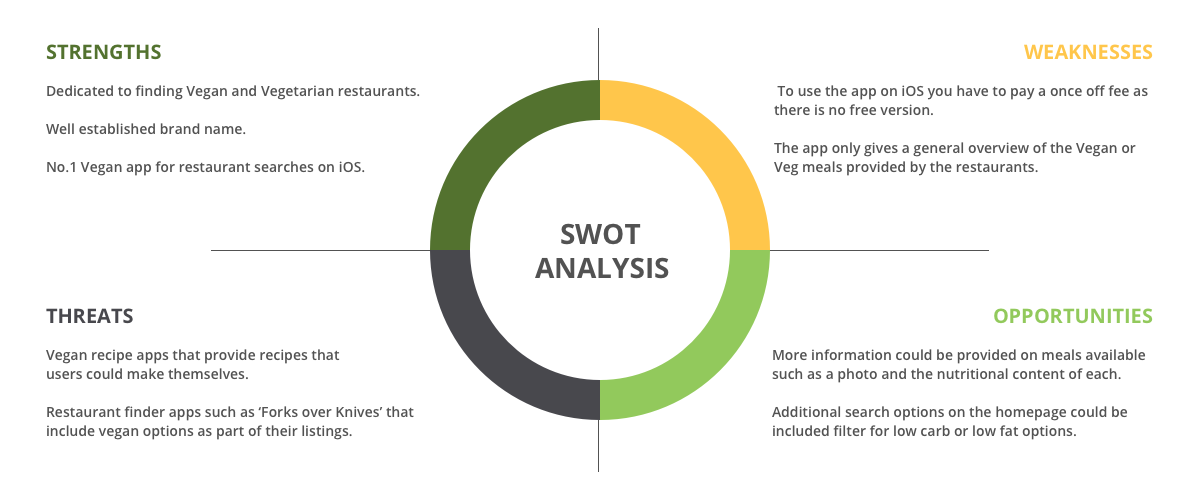 STRENGTHS
Dedicated to finding Vegan and Vegetarian restaurants.
Well established brand name.
No.1 Vegan app for restaurant searches on iOS.
WEAKNESSES
To use the app on iOS you have to pay a once off fee as
there is no free version.
The app only gives a general overview of the Vegan or
Veg meals provided by the restaurants.
SWOT
ANALYSIS
THREATS
Vegan recipe apps that provide recipes that
users could make themselves.
Restaurant finder apps such as ‘Forks over Knives’ that
include vegan options as part of their listings.
OPPORTUNITIES
More information could be provided on meals available
such as a photo and the nutritional content of each.
Additional search options on the homepage could be
included filter for low carb or low fat options.